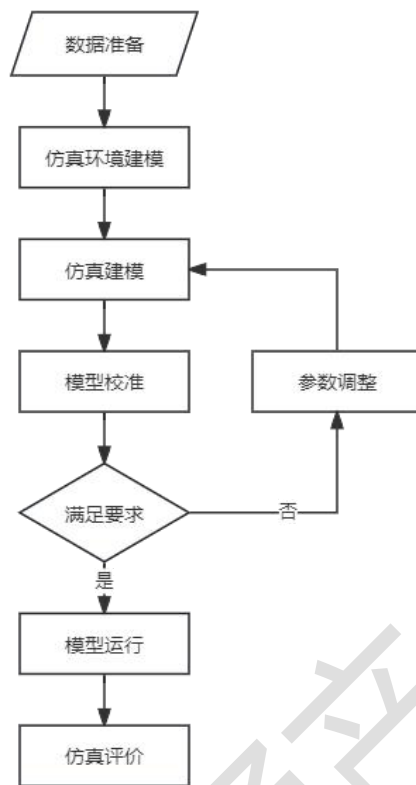 数据准备
仿真环境建模
仿真建模
模型校准
参数调整
满足要求
否
是
模型运行
仿真评价